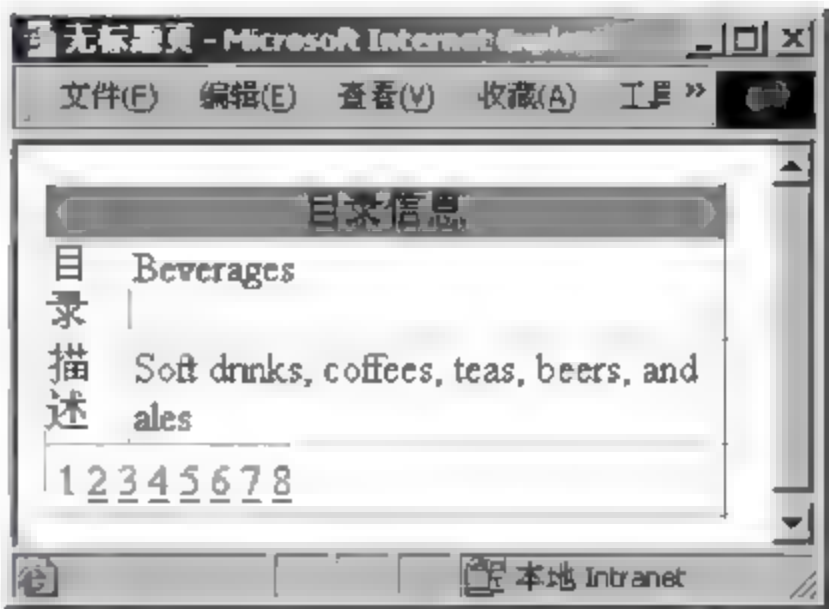 无标题页 - Microsoft Internet
文件(F) 编辑(E) 查看(V) 收藏(A) 工具 »
目录信息
目录 Beverages
描述 Soft drinks, coffees, teas, beers, and
ales
1 2 3 4 5 6 7 8
本地 Intranet